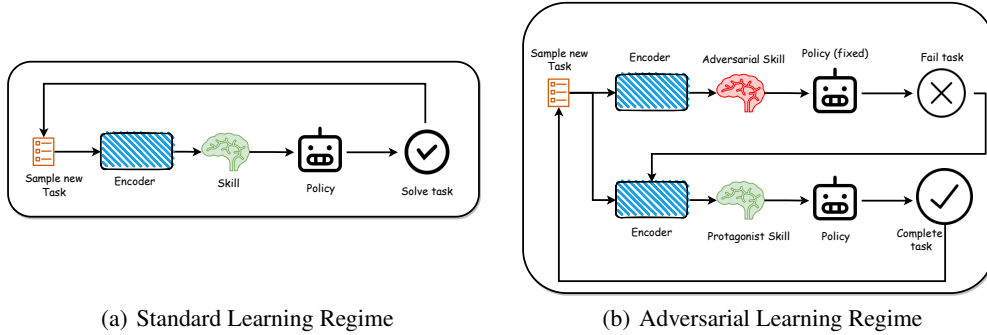 Sample new
Task
Encoder
Skill
Policy
Solve task
(a) Standard Learning Regime
Sample new
Task
Encoder
Adversarial Skill
Policy (fixed)
Fail task
Encoder
Protagonist Skill
Policy
Complete
task
(b) Adversarial Learning Regime